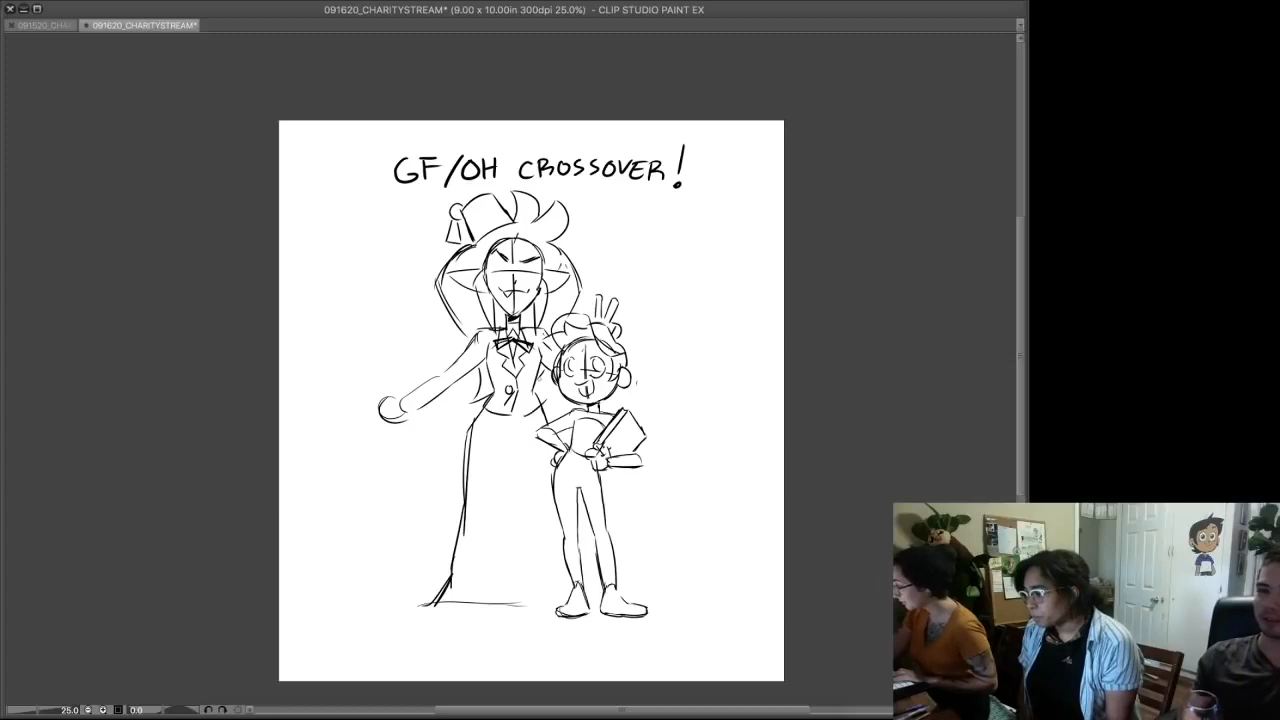 091620_CHARITYSTREAM* (9.00 x 10.00in 300dpi 25.0%) - CLIP STUDIO PAINT EX
091520_CHA
091620_CHARITYSTREAM*
GF/OH CROSSOVER!
25.0
0.0